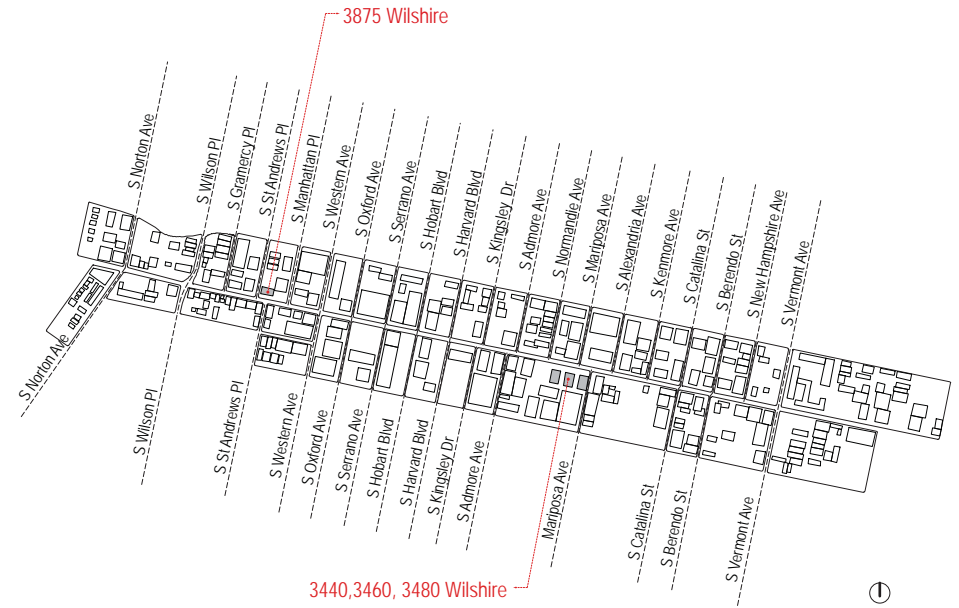 3875 Wilshire
S Norton Ave
S Wilson Pl
S Gramercy Pl
S St Andrews Pl
S Manhattan Pl
S Western Ave
S Oxford Ave
S Serrano Ave
S Hobart Blvd
S Harvard Blvd
S Kingsley Dr
S Admore Ave
S Normandie Ave
S Mariposa Ave
S Alexandria Ave
S Kenmore Ave
S Catalina St
S Berendo St
S New Hampshire Ave
S Vermont Ave
S Norton Ave
S Wilson Pl
S St Andrews Pl
S Western Ave
S Oxford Ave
S Serrano Ave
S Hobart Blvd
S Harvard Blvd
S Kingsley Dr
S Admore Ave
Mariposa Ave
S Catalina St
S Berendo St
S Vermont Ave
3440,3460, 3480 Wilshire